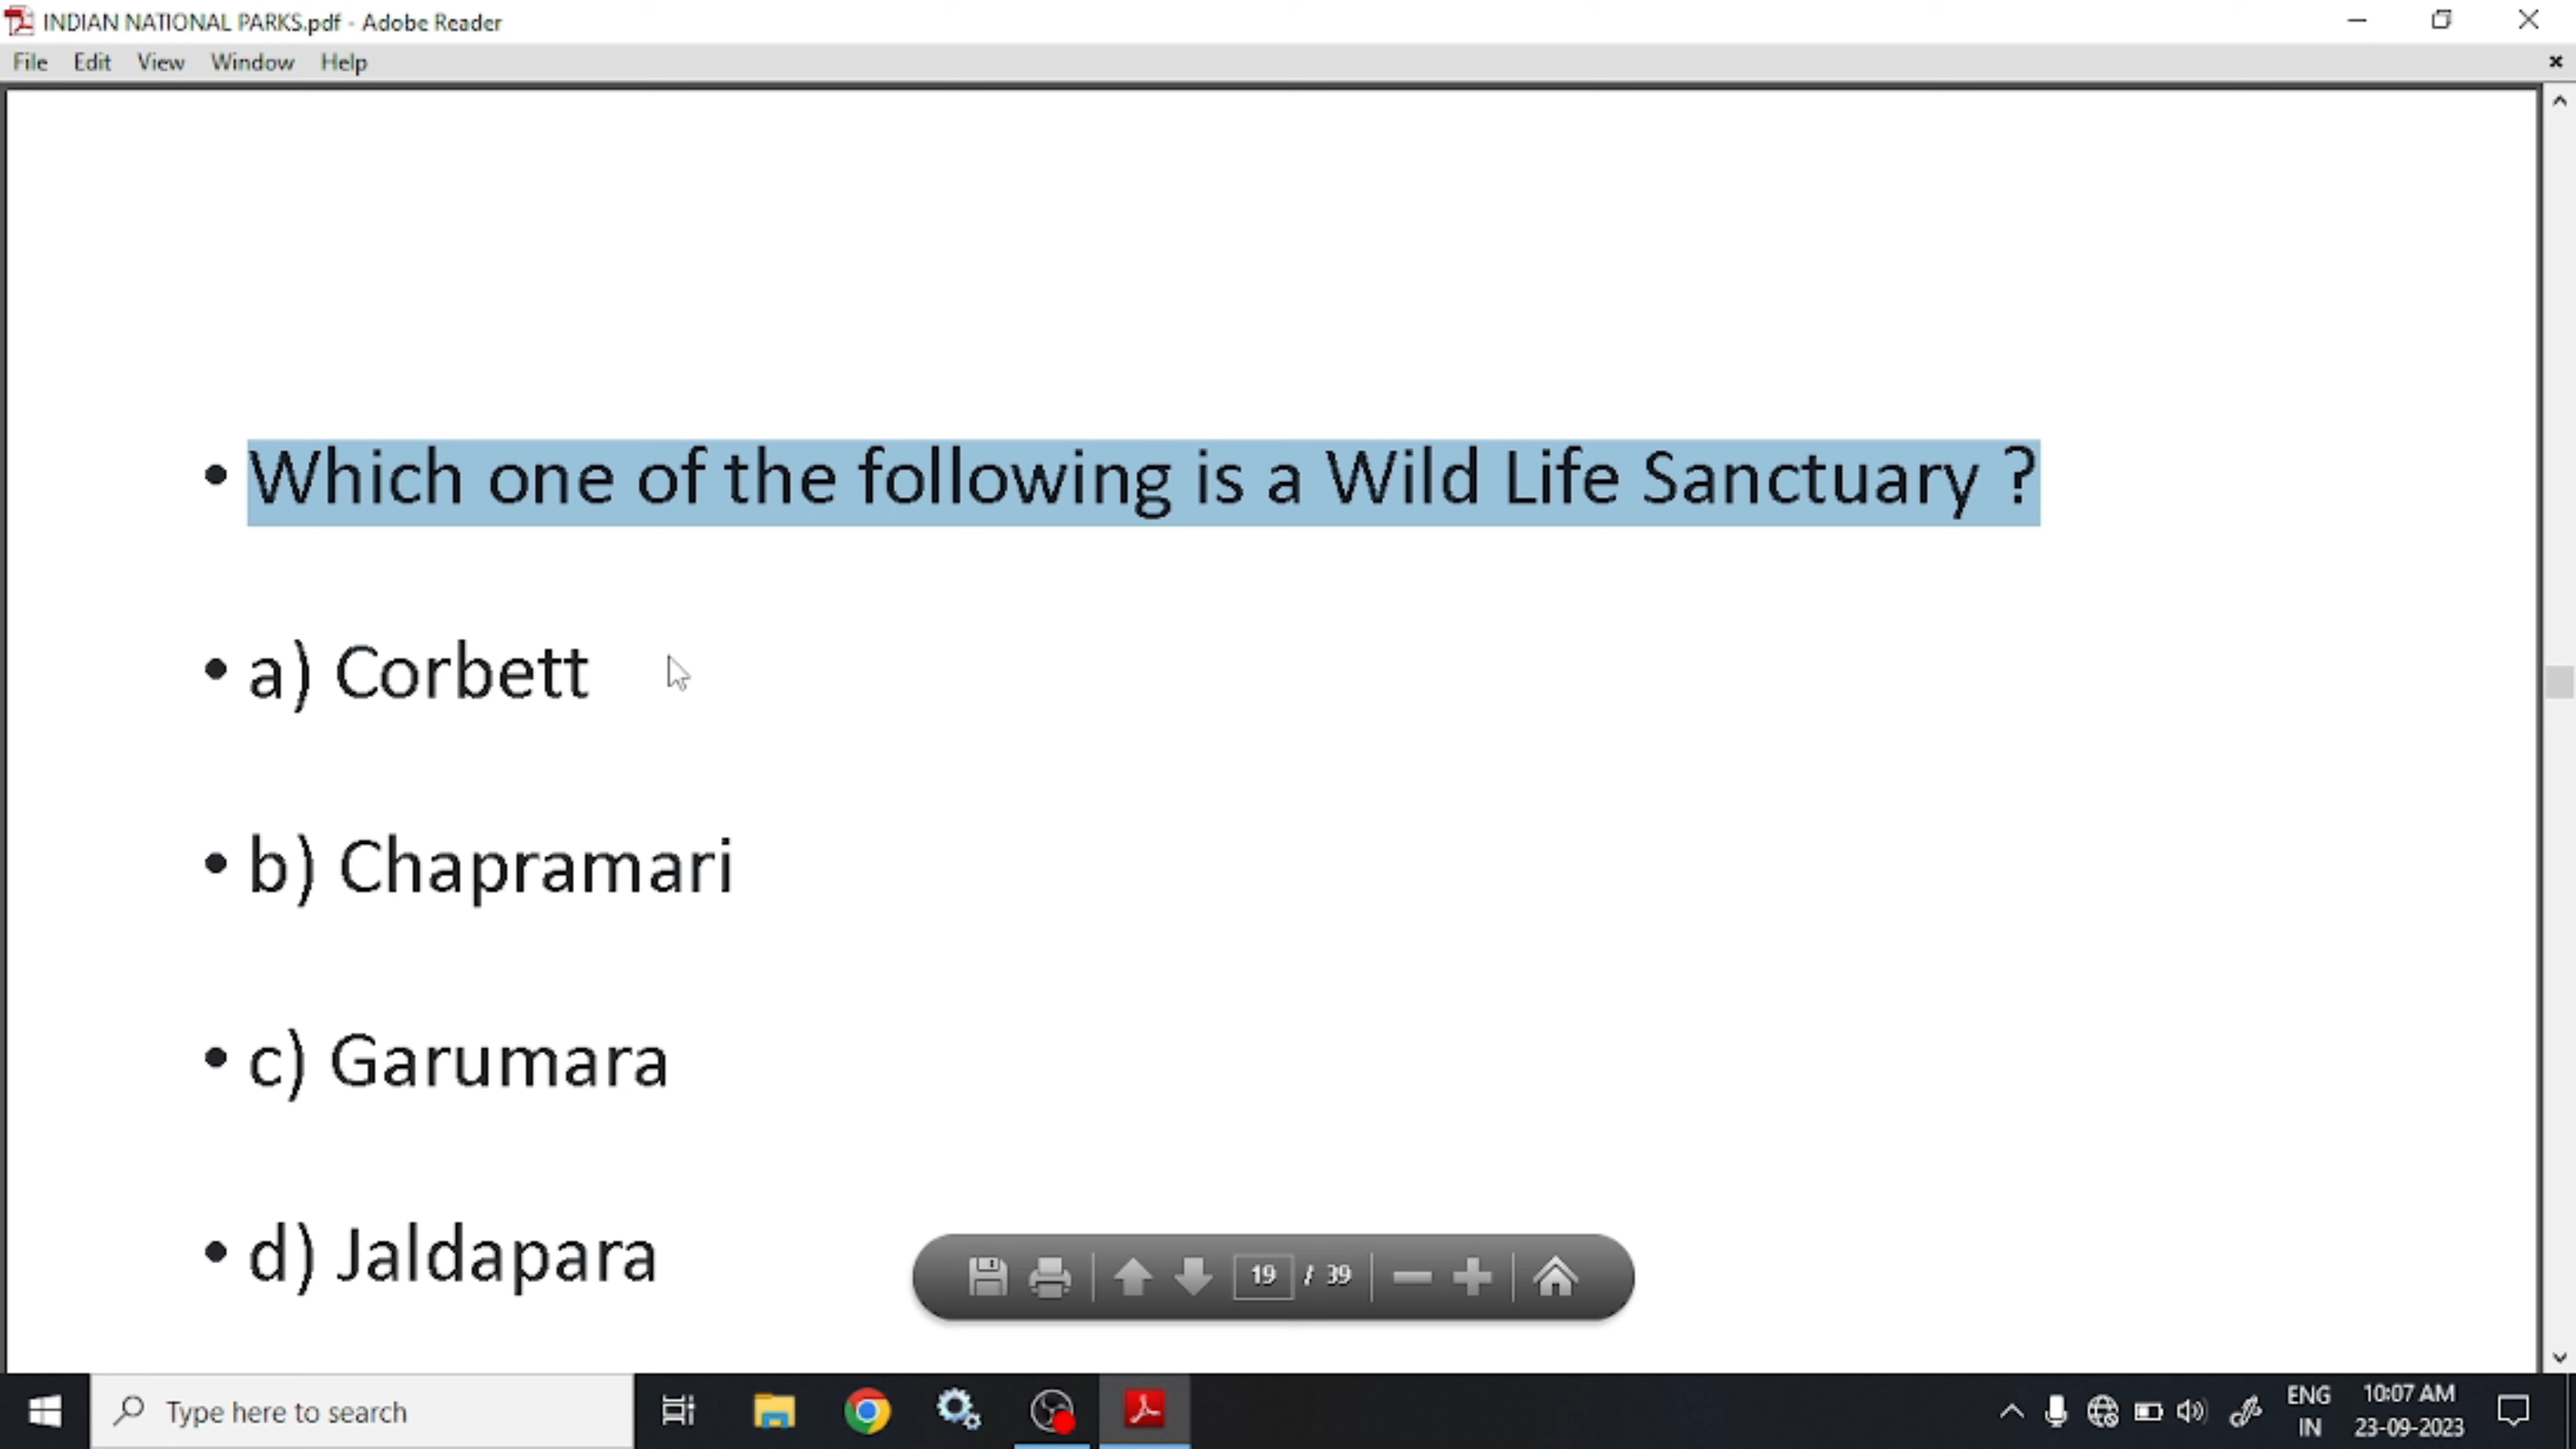 INDIAN NATIONAL PARKS.pdf - Adobe Reader
File Edit View Window Help
• Which one of the following is a Wild Life Sanctuary ?
• a) Corbett
• b) Chapramari
• c) Garumara
• d) Jaldapara
19 / 39
Type here to search
ENG
IN
10:07 AM
23-09-2023